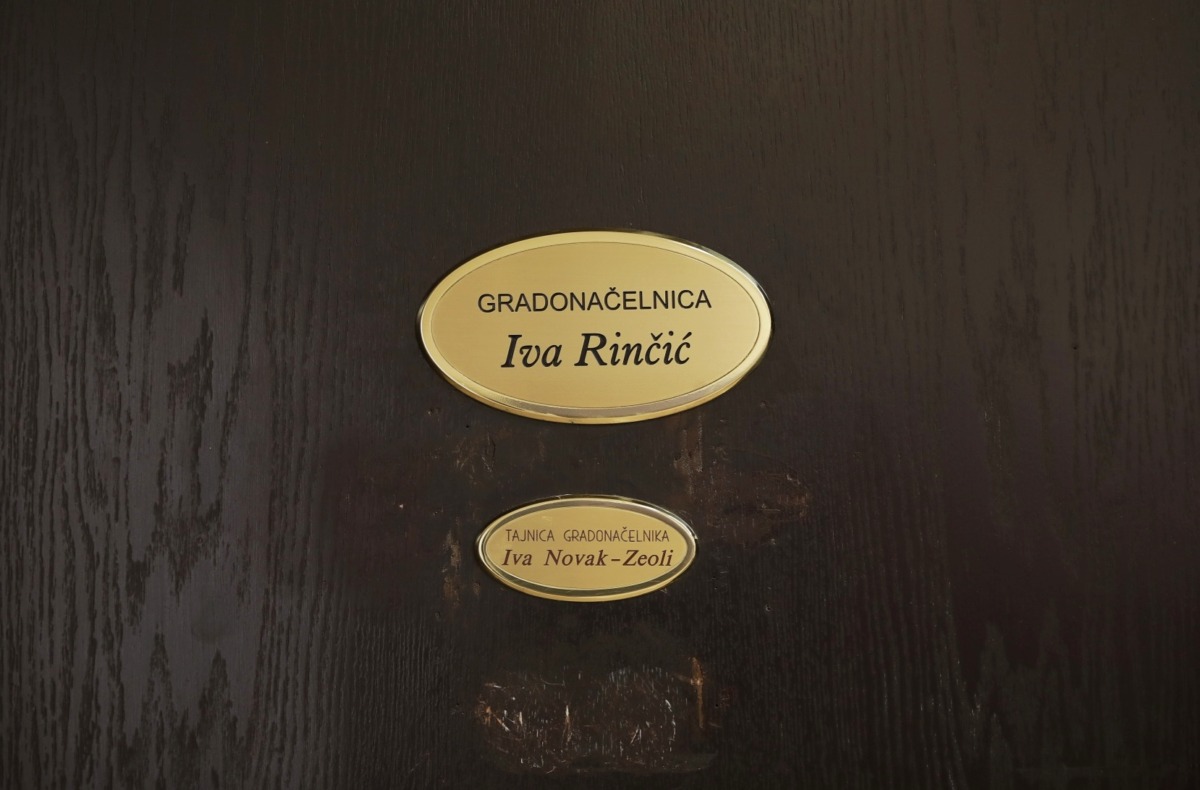 GRADONAČELNICA
Iva Rinčić
TAJNICA GRADONAČELNIKA
Iva Novak-Zeoli